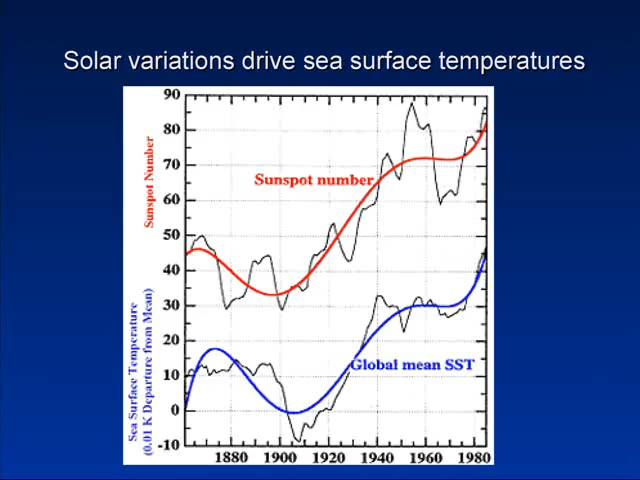 Solar variations drive sea surface temperatures
90
80
70
60
50
40
30
20
10
0
-10
Sunspot Number
Sea Surface Temperature
(0.01 K Departure from Mean)
Sunspot number
Global mean SST
1880 1900 1920 1940 1960 1980